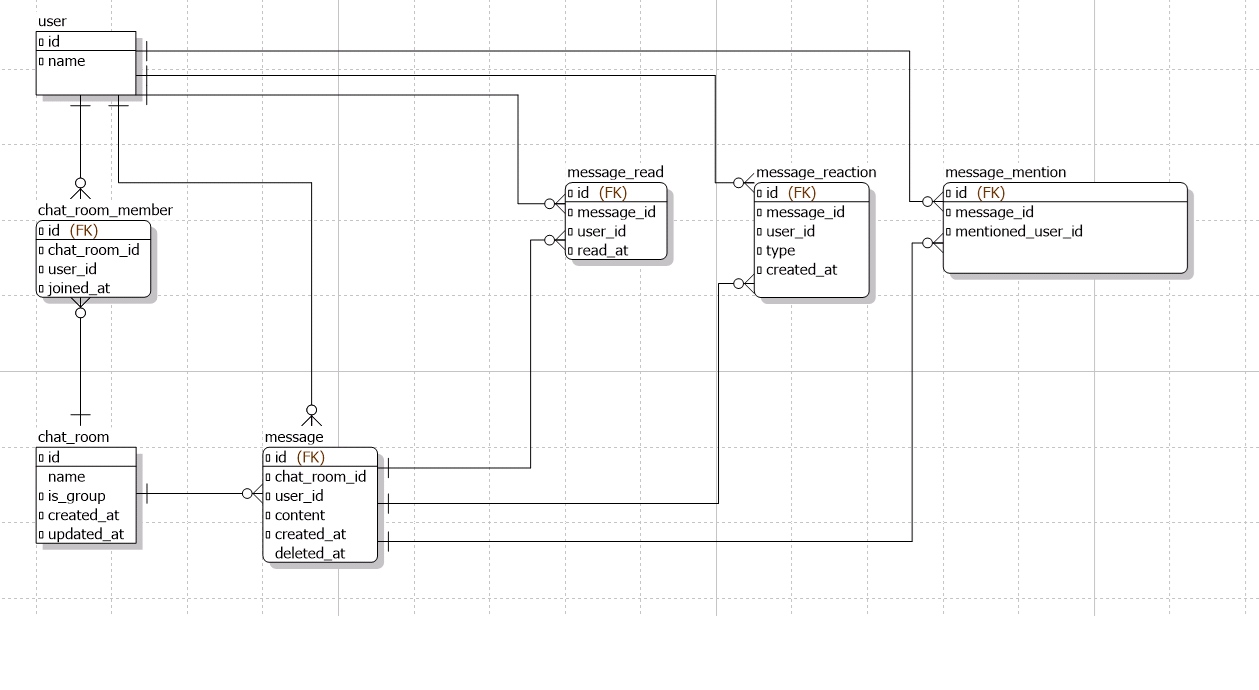 user
id
name
chat_room_member
id (FK)
chat_room_id
user_id
joined_at
chat_room
id
name
is_group
created_at
updated_at
message
id (FK)
chat_room_id
user_id
content
created_at
deleted_at
message_read
id (FK)
message_id
user_id
read_at
message_reaction
id (FK)
message_id
user_id
type
created_at
message_mention
id (FK)
message_id
mentioned_user_id